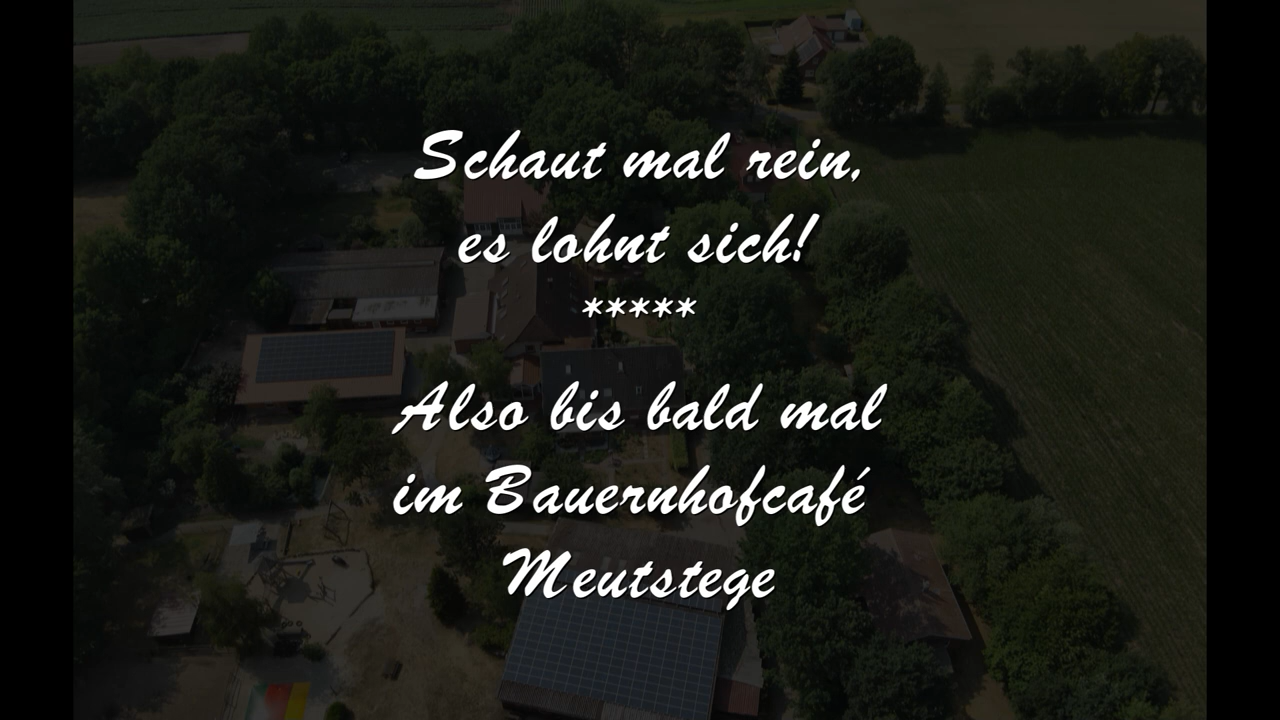 Schaut mal rein,
es lohnt sich!
*****
Also bis bald mal
im Bauernhofcafé
Meutstege